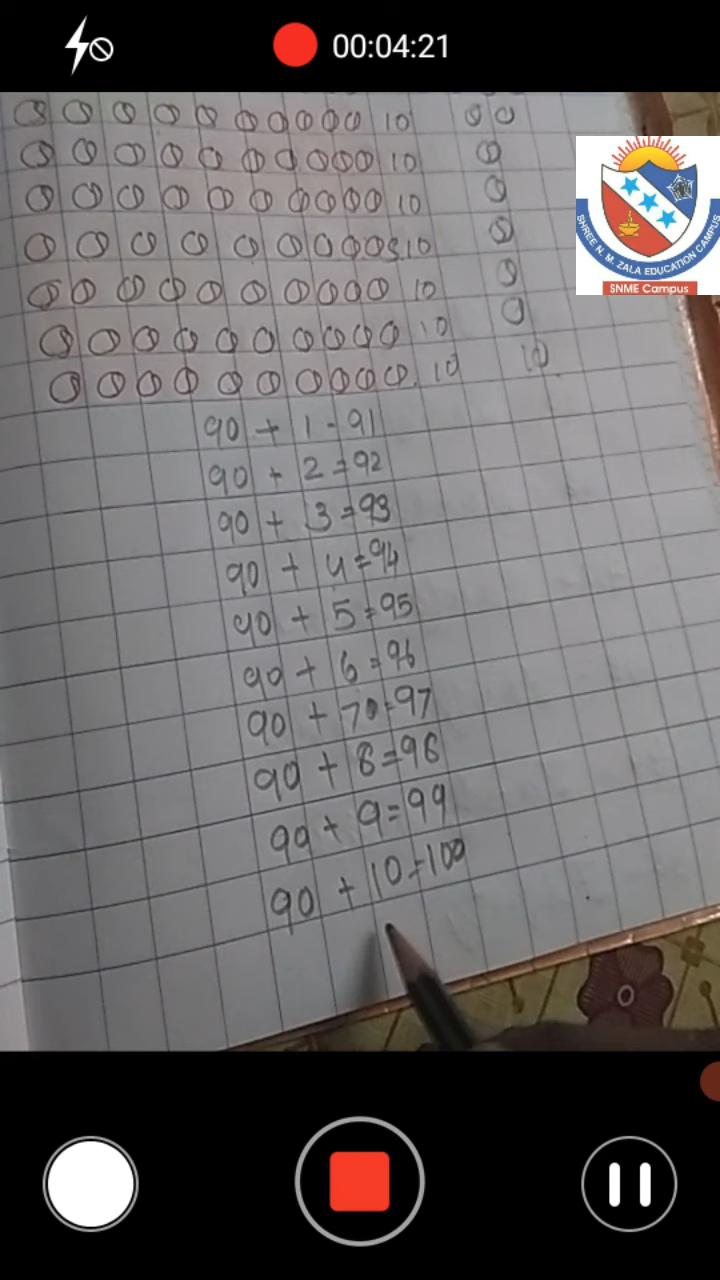 00:04:21
10
10
10
10
10
10
10 10
SHREE N. M. ZALA EDUCATION CAMPUS
SNME Campus
90 + 1 - 91
90 + 2 = 92
90 + 3 = 93
90 + 4 = 94
90 + 5 = 95
90 + 6 = 96
90 + 70 = 97
90 + 8 = 98
99 + 9 = 99
90 + 10 = 100